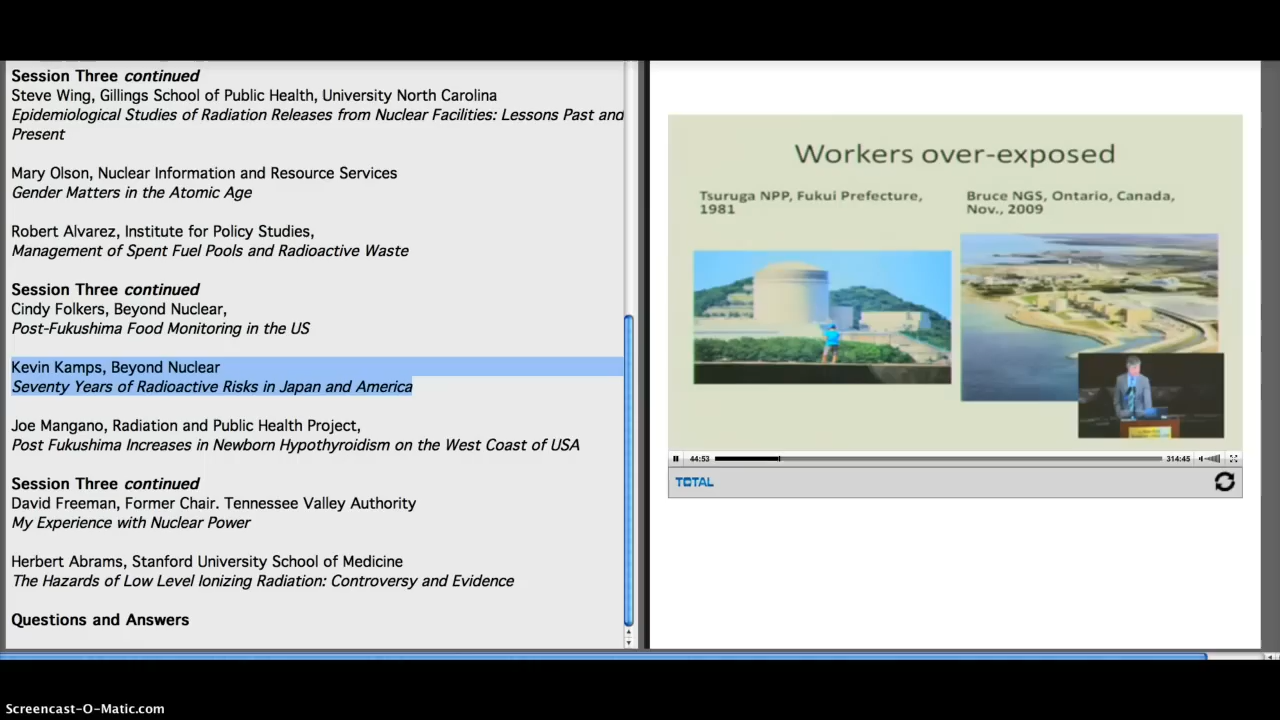 Session Three continued
Steve Wing, Gillings School of Public Health, University North Carolina
Epidemiological Studies of Radiation Releases from Nuclear Facilities: Lessons Past and
Present
Mary Olson, Nuclear Information and Resource Services
Gender Matters in the Atomic Age
Robert Alvarez, Institute for Policy Studies,
Management of Spent Fuel Pools and Radioactive Waste
Session Three continued
Cindy Folkers, Beyond Nuclear,
Post-Fukushima Food Monitoring in the US
Kevin Kamps, Beyond Nuclear
Seventy Years of Radioactive Risks in Japan and America
Joe Mangano, Radiation and Public Health Project,
Post Fukushima Increases in Newborn Hypothyroidism on the West Coast of USA
Session Three continued
David Freeman, Former Chair. Tennessee Valley Authority
My Experience with Nuclear Power
Herbert Abrams, Stanford University School of Medicine
The Hazards of Low Level Ionizing Radiation: Controversy and Evidence
Questions and Answers
Workers over-exposed
Tsuruga NPP, Fukui Prefecture,
1981
Bruce NGS, Ontario, Canada,
Nov., 2009
44:53
314:45
TOTAL
Screencast-O-Matic.com